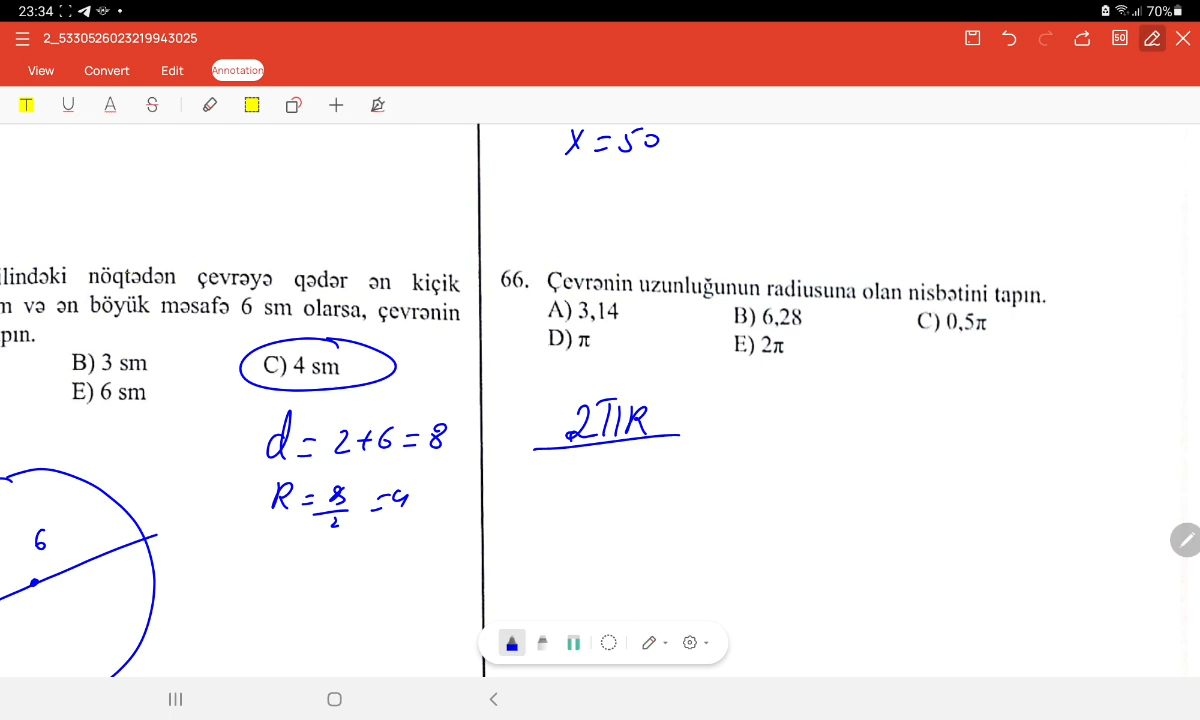 23:34
70%
2_5330526023219943025
50
View Convert Edit Annotation
T U A S
x = 50
ilindəki nöqtədən çevrəyə qədər ən kiçik
m və ən böyük məsafə 6 sm olarsa, çevrənin
pın.
B) 3 sm C) 4 sm
E) 6 sm
d = 2+6 = 8
R = 8/2 = 4
6
66. Çevrənin uzunluğunun radiusuna olan nisbətini tapın.
A) 3,14 B) 6,28 C) 0,5π
D) π E) 2π
2πR